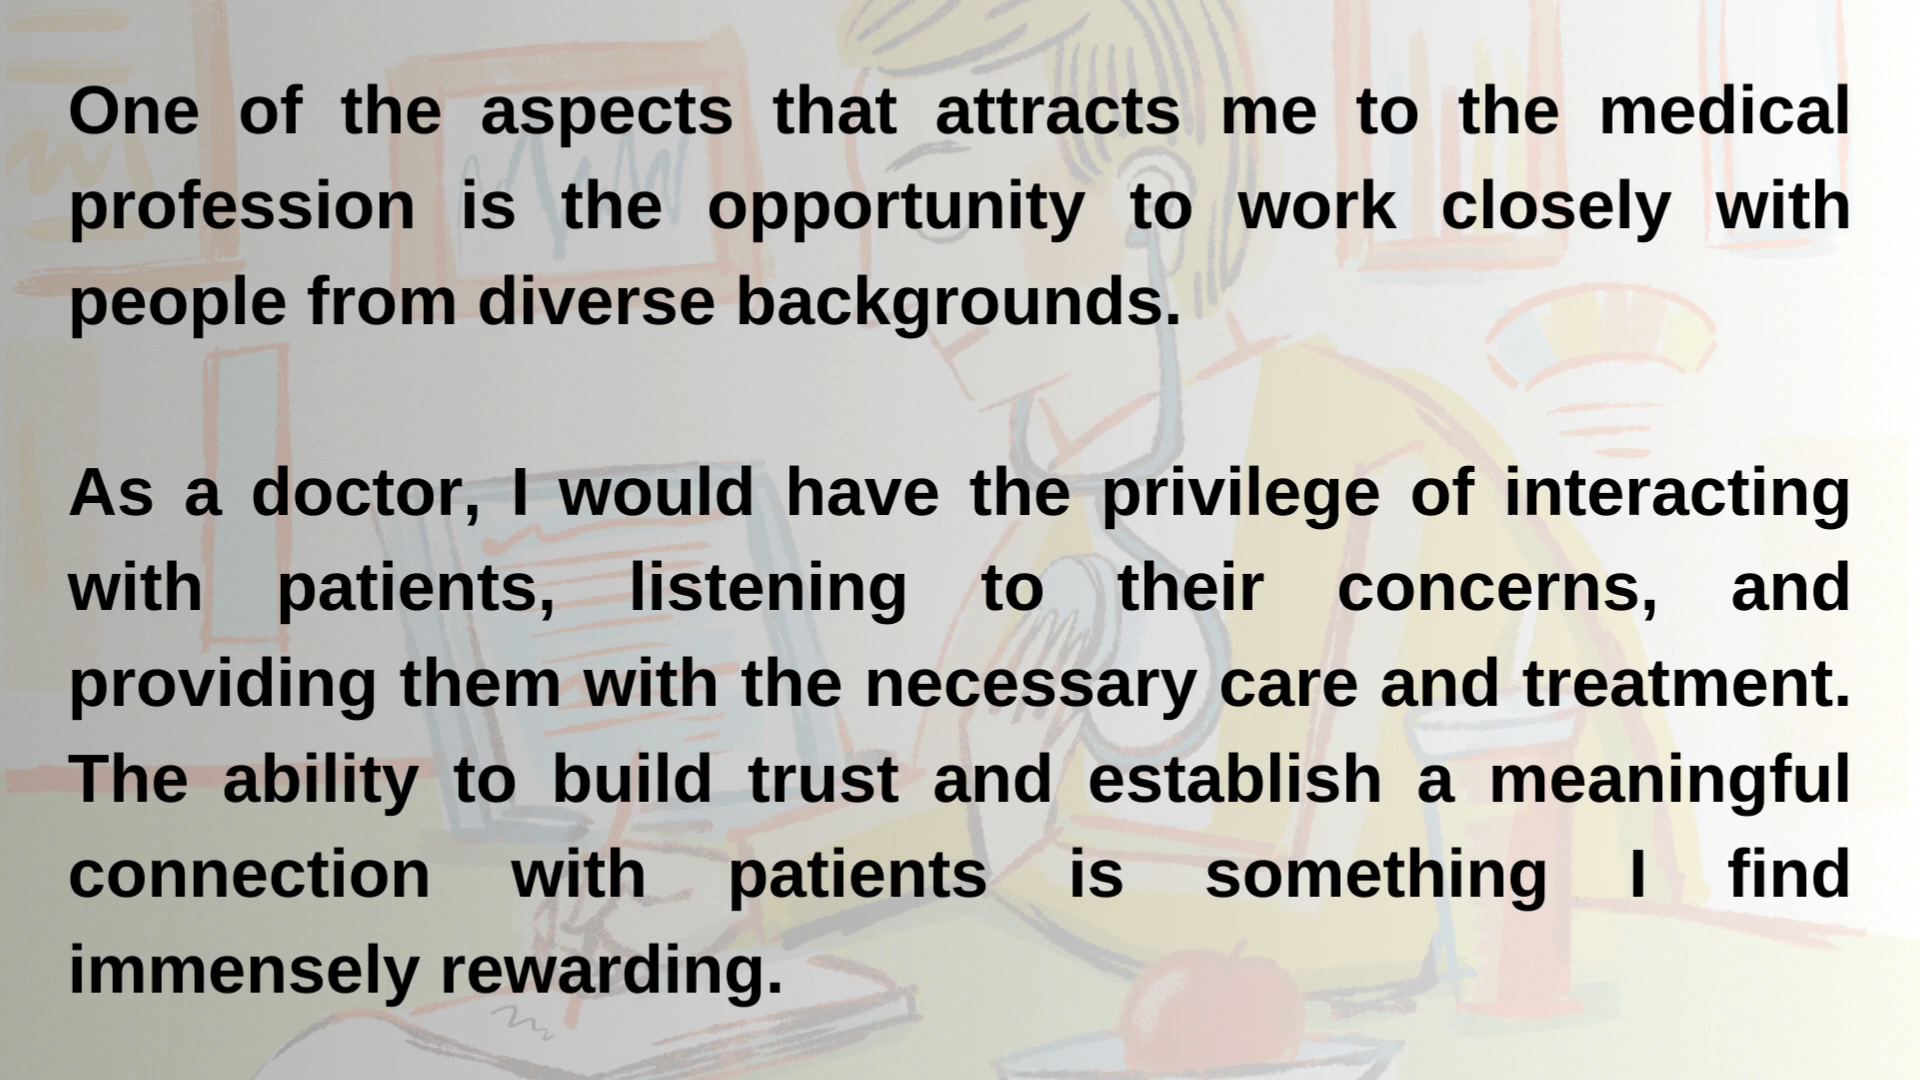 One of the aspects that attracts me to the medical
profession is the opportunity to work closely with
people from diverse backgrounds.
As a doctor, I would have the privilege of interacting
with patients, listening to their concerns, and
providing them with the necessary care and treatment.
The ability to build trust and establish a meaningful
connection with patients is something I find
immensely rewarding.